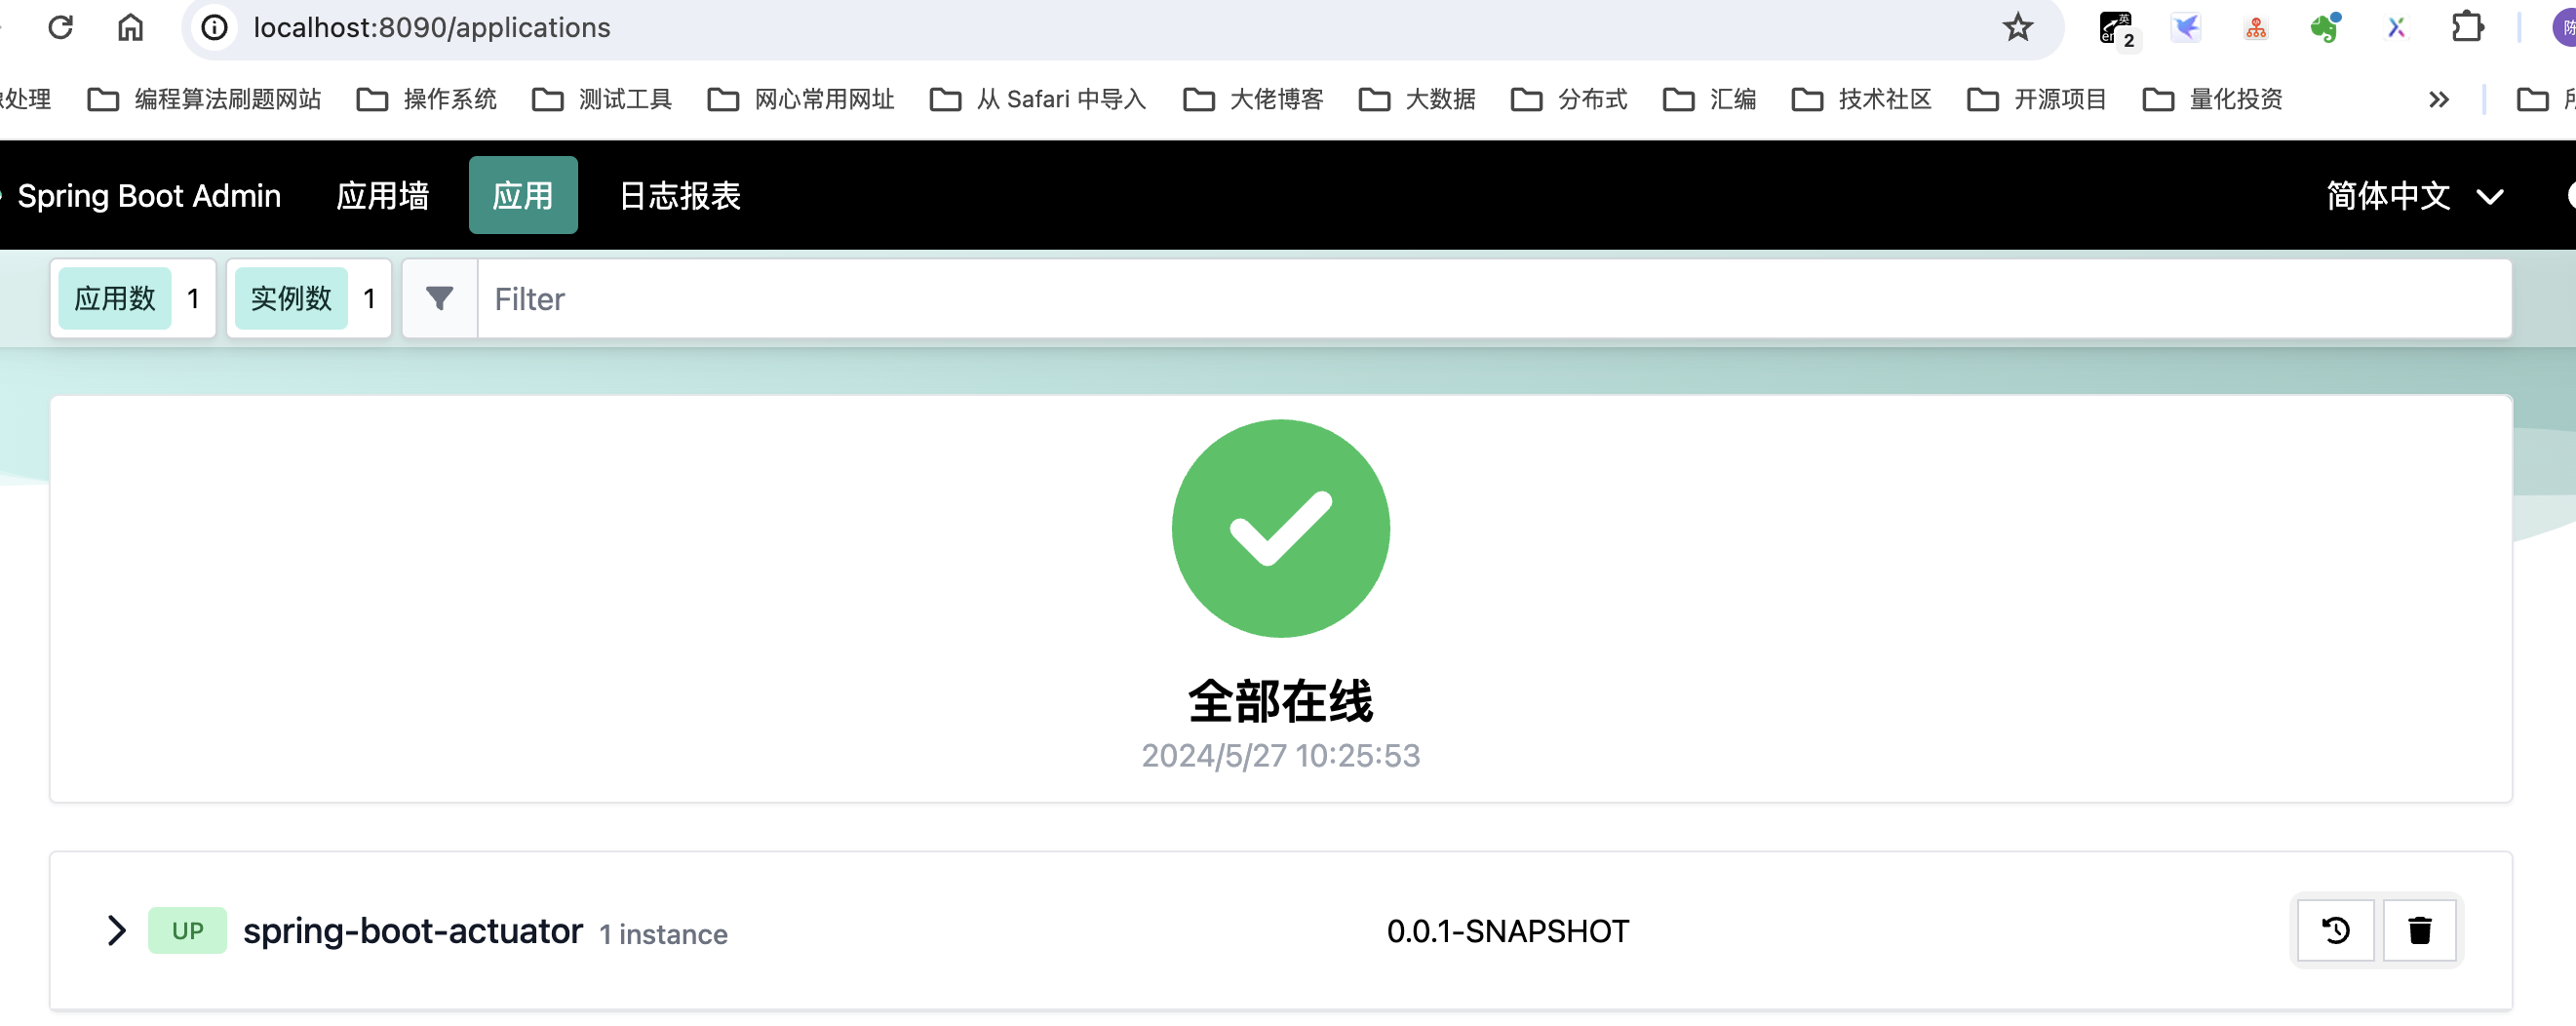 localhost:8090/applications
2
处理 编程算法刷题网站 操作系统 测试工具 网心常用网址 从 Safari 中导入 大佬博客 大数据 分布式 汇编 技术社区 开源项目 量化投资
Spring Boot Admin 应用墙 应用 日志报表 简体中文
应用数 1 实例数 1 Filter
全部在线
2024/5/27 10:25:53
UP spring-boot-actuator 1 instance 0.0.1-SNAPSHOT